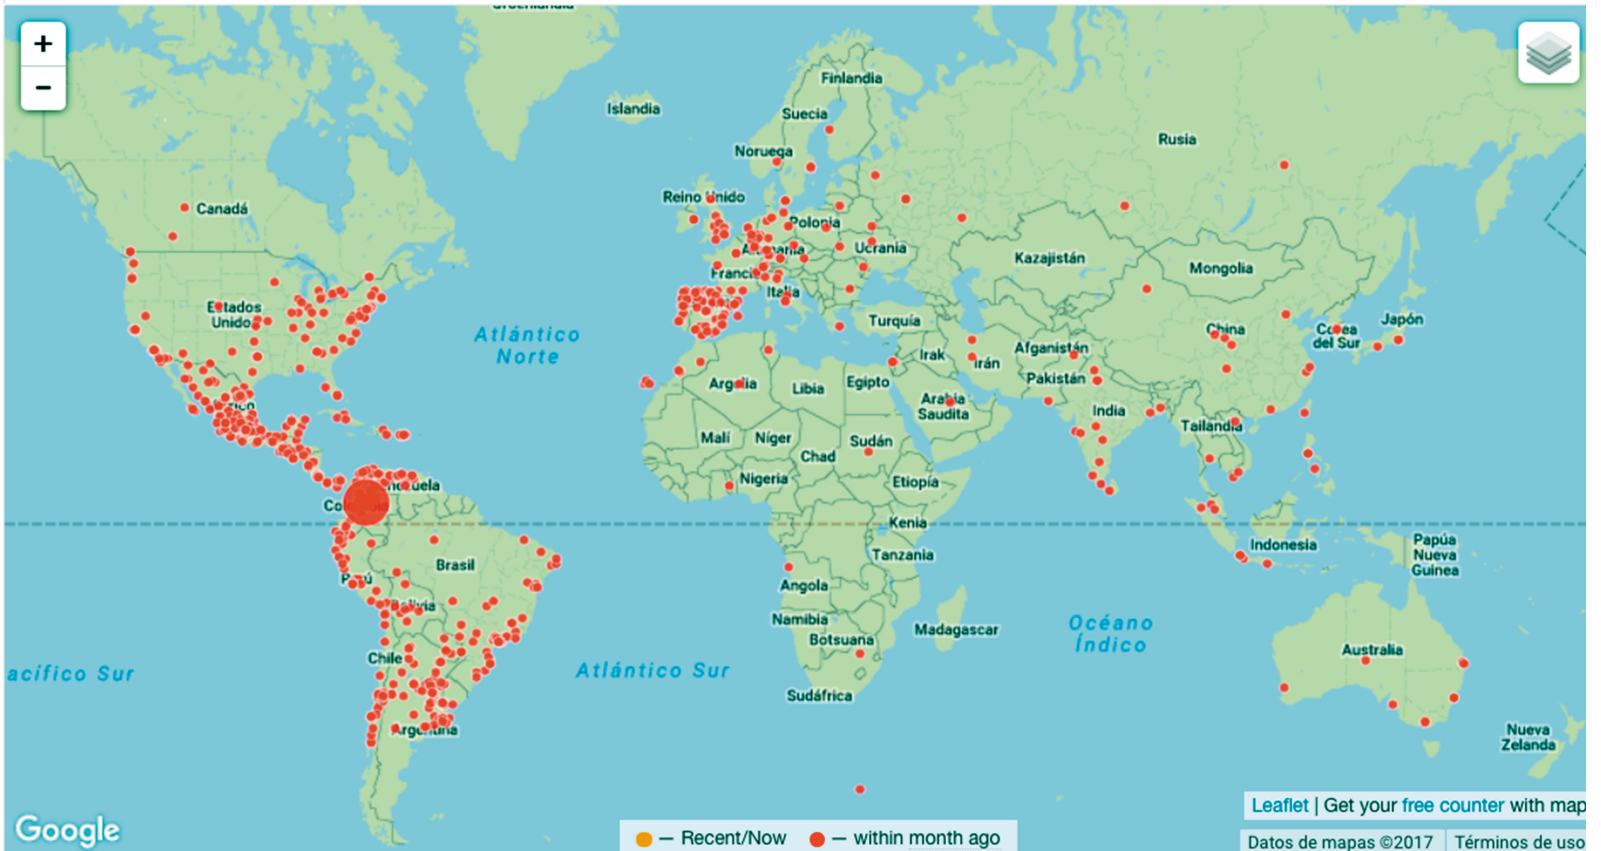 Groenlandia
+
−
Finlandia
Islandia
Suecia
Rusia
Noruega
Reino Unido
Canadá
Polonia
Alemania
Ucrania
Kazajistán
Mongolia
Francia
Italia
Estados
Unidos
Atlántico
Norte
Turquía
China
Corea
del Sur
Japón
Irak
Irán
Afganistán
Pakistán
Argelia
Libia
Egipto
Arabia
Saudita
India
Tailandia
México
Malí
Níger
Chad
Sudán
Nigeria
Etiopía
Venezuela
Colombia
Kenia
Tanzania
Indonesia
Papúa
Nueva
Guinea
Brasil
Perú
Bolivia
Angola
Namibia
Botsuana
Madagascar
Océano
Índico
Chile
acífico Sur
Atlántico Sur
Sudáfrica
Australia
Argentina
Nueva
Zelanda
Leaflet | Get your free counter with map
Google
— Recent/Now — within month ago
Datos de mapas ©2017 Términos de uso